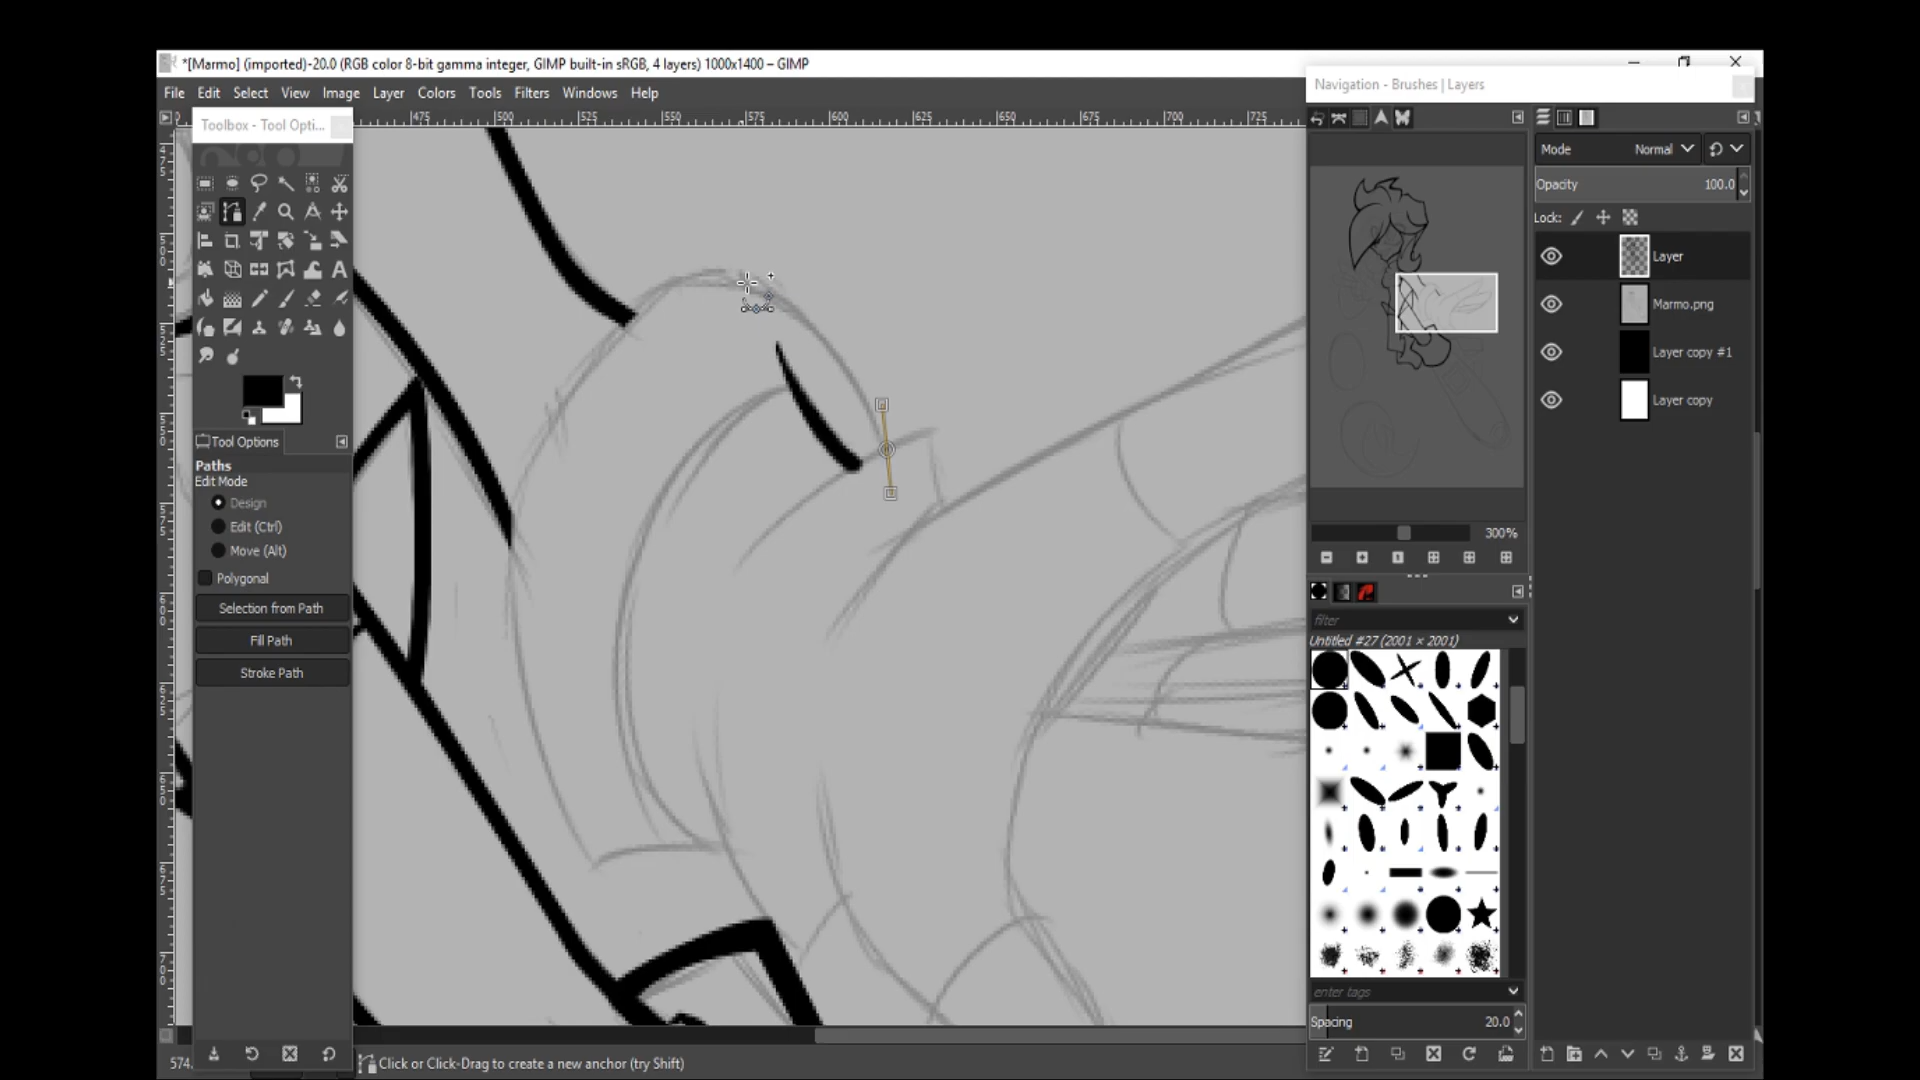 *[Marmo] (imported)-20.0 (RGB color 8-bit gamma integer, GIMP built-in sRGB, 4 layers) 1000x1400 – GIMP
File Edit Select View Image Layer Colors Tools Filters Windows Help
Navigation - Brushes | Layers
Toolbox - Tool Opti...
475 500 525 550 575 600 625 650 675 700 725
Mode Normal
Opacity 100.0
Lock:
Layer
Marmo.png
Layer copy #1
Layer copy
Tool Options
Paths
Edit Mode
Design
Edit (Ctrl)
Move (Alt)
Polygonal
Selection from Path
Fill Path
Stroke Path
300%
filter
Untitled #27 (2001 × 2001)
enter tags
Spacing 20.0
574.
Click or Click-Drag to create a new anchor (try Shift)